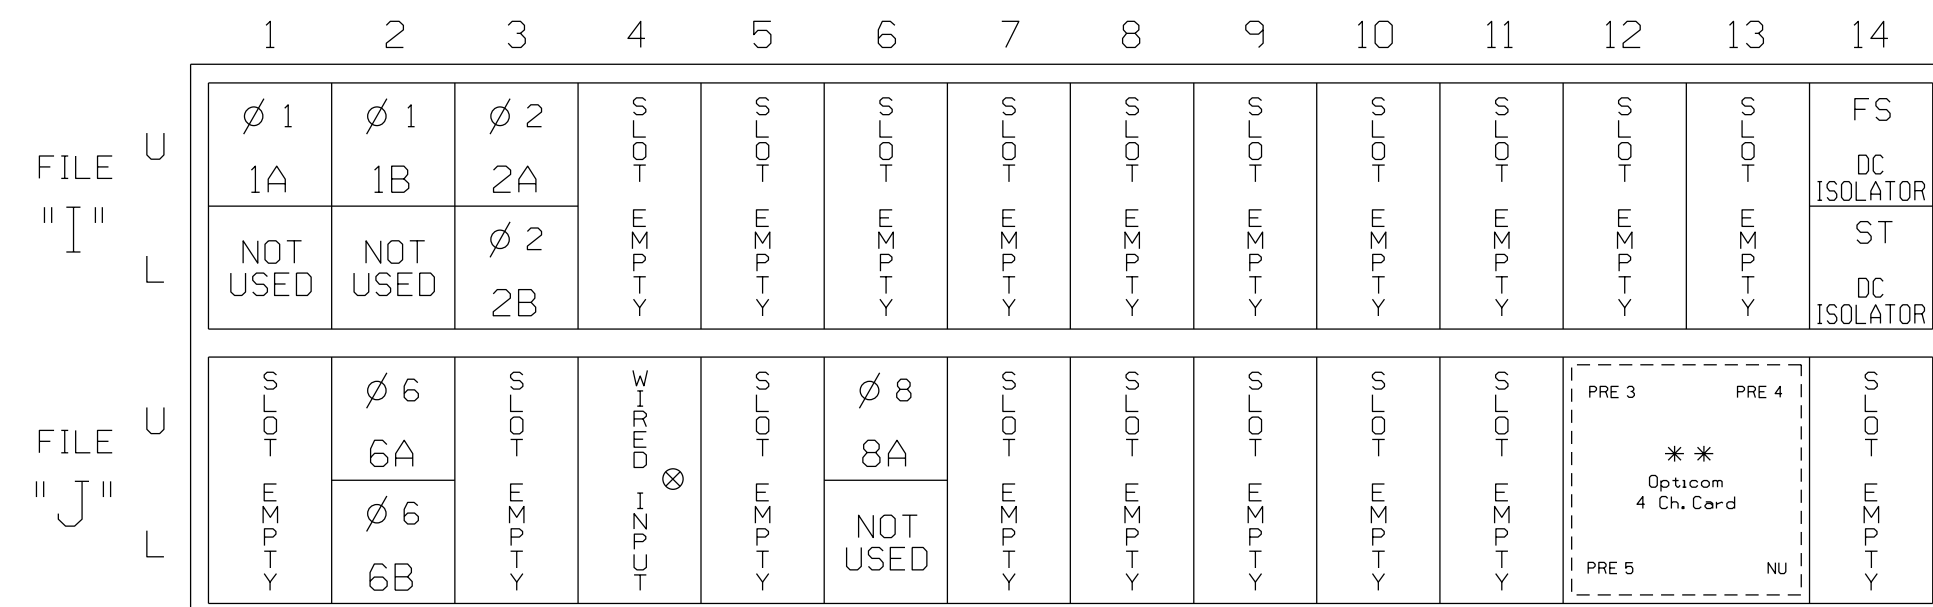 1 2 3 4 5 6 7 8 9 10 11 12 13 14
FILE "I"
U
L
Ø 1 1A
NOT USED
Ø 1 1B
NOT USED
Ø 2 2A
Ø 2 2B
SLOT EMPTY
SLOT EMPTY
SLOT EMPTY
SLOT EMPTY
SLOT EMPTY
SLOT EMPTY
SLOT EMPTY
SLOT EMPTY
SLOT EMPTY
SLOT EMPTY
FS
DC
ISOLATOR
ST
DC
ISOLATOR
FILE "J"
U
L
SLOT EMPTY
Ø 6 6A
Ø 6 6B
SLOT EMPTY
WIRED INPUT ⊗
SLOT EMPTY
Ø 8 8A
NOT USED
SLOT EMPTY
SLOT EMPTY
SLOT EMPTY
SLOT EMPTY
SLOT EMPTY
PRE 3 PRE 4
* *
Opticom
4 Ch. Card
PRE 5 NU
SLOT EMPTY